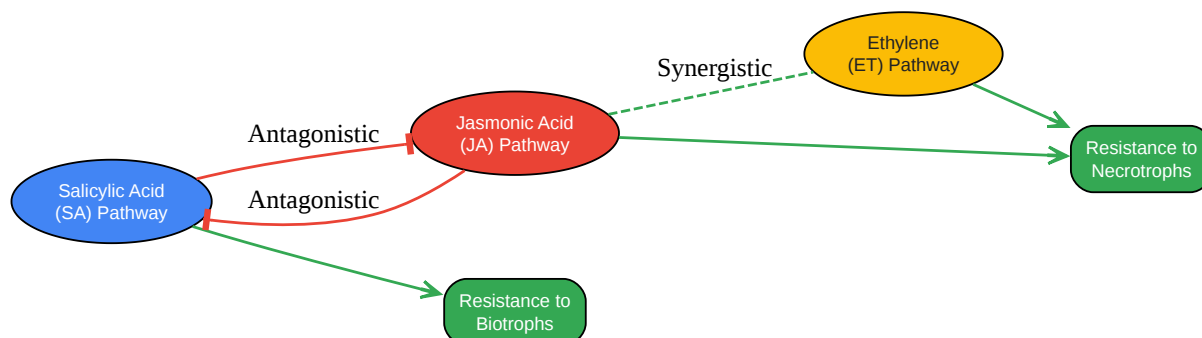 Ethylene
(ET) Pathway
Synergistic
Jasmonic Acid
(JA) Pathway
Antagonistic
Resistance to
Necrotrophs
Salicylic Acid
(SA) Pathway
Antagonistic
Resistance to
Biotrophs